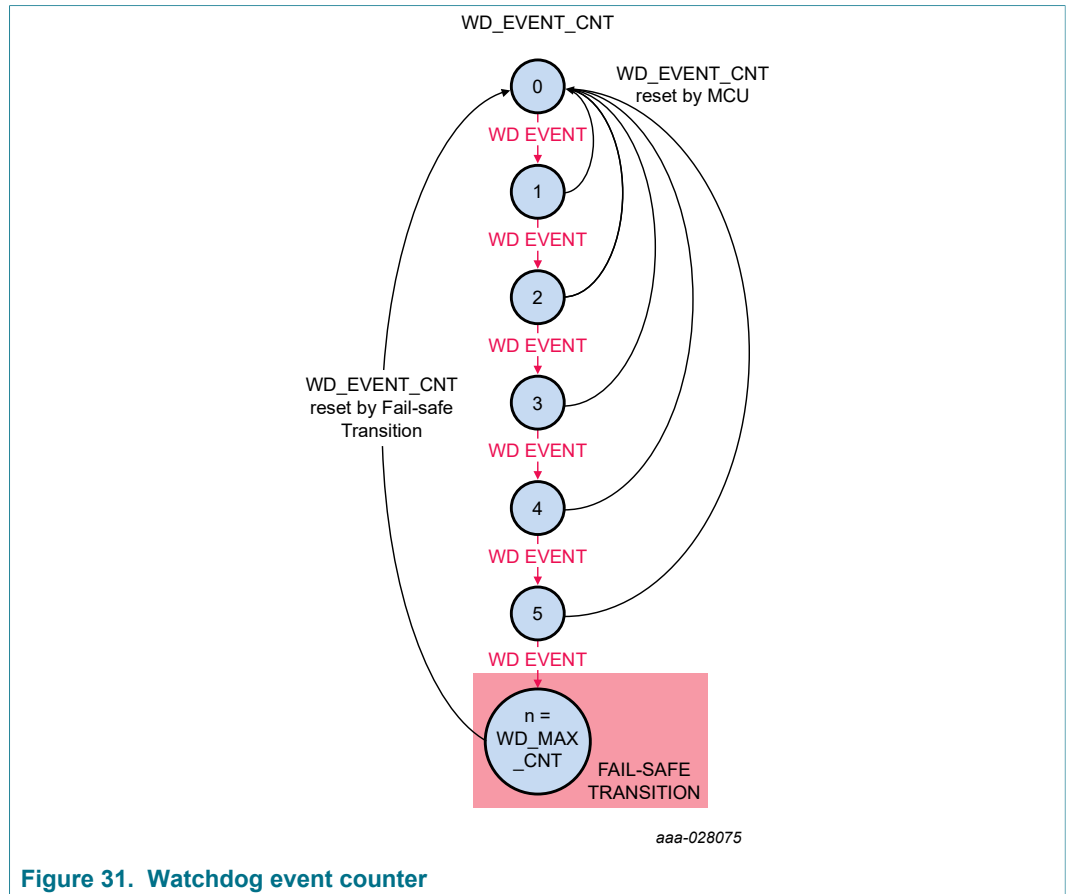 WD_EVENT_CNT
0
WD_EVENT_CNT
reset by MCU
WD EVENT
1
WD EVENT
2
WD EVENT
3
WD_EVENT_CNT
reset by Fail-safe
Transition
WD EVENT
4
WD EVENT
5
WD EVENT
n =
WD_MAX
_CNT
FAIL-SAFE
TRANSITION
aaa-028075
Figure 31. Watchdog event counter